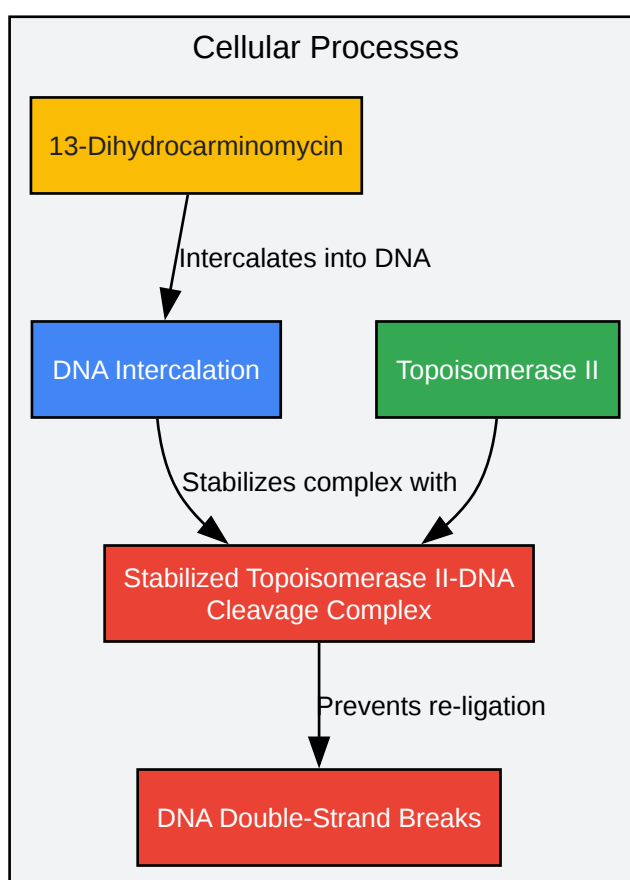 Cellular Processes
13-Dihydrocarminomycin
Intercalates into DNA
DNA Intercalation
Topoisomerase II
Stabilizes complex with
Stabilized Topoisomerase II-DNA
Cleavage Complex
Prevents re-ligation
DNA Double-Strand Breaks